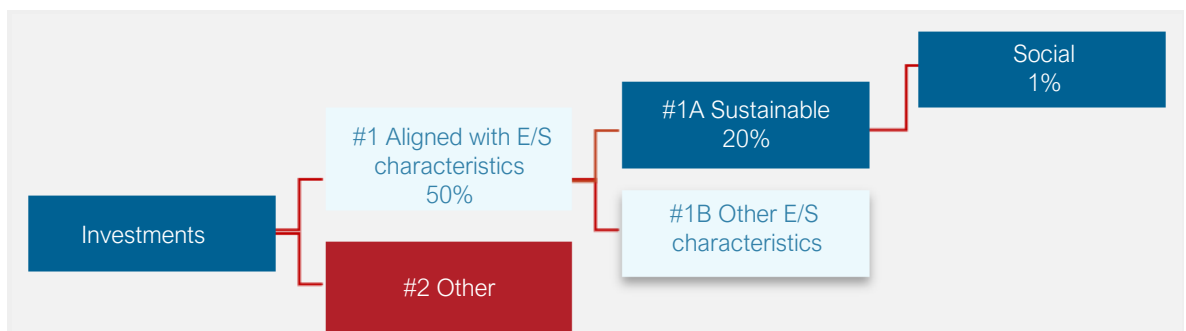 Investments
#1 Aligned with E/S
characteristics
50%
#2 Other
#1A Sustainable
20%
#1B Other E/S
characteristics
Social
1%